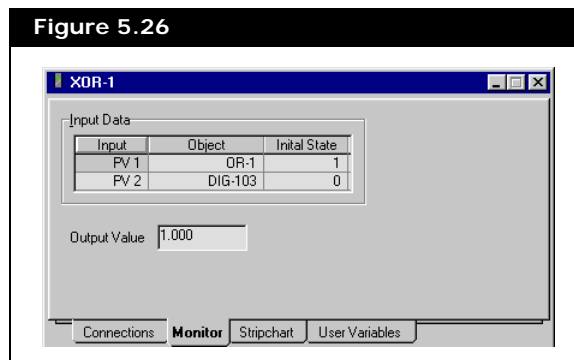 Figure 5.26
XOR-1
Input Data
Input Object Inital State
PV 1 OR-1 1
PV 2 DIG-103 0
Output Value 1.000
Connections Monitor Stripchart User Variables